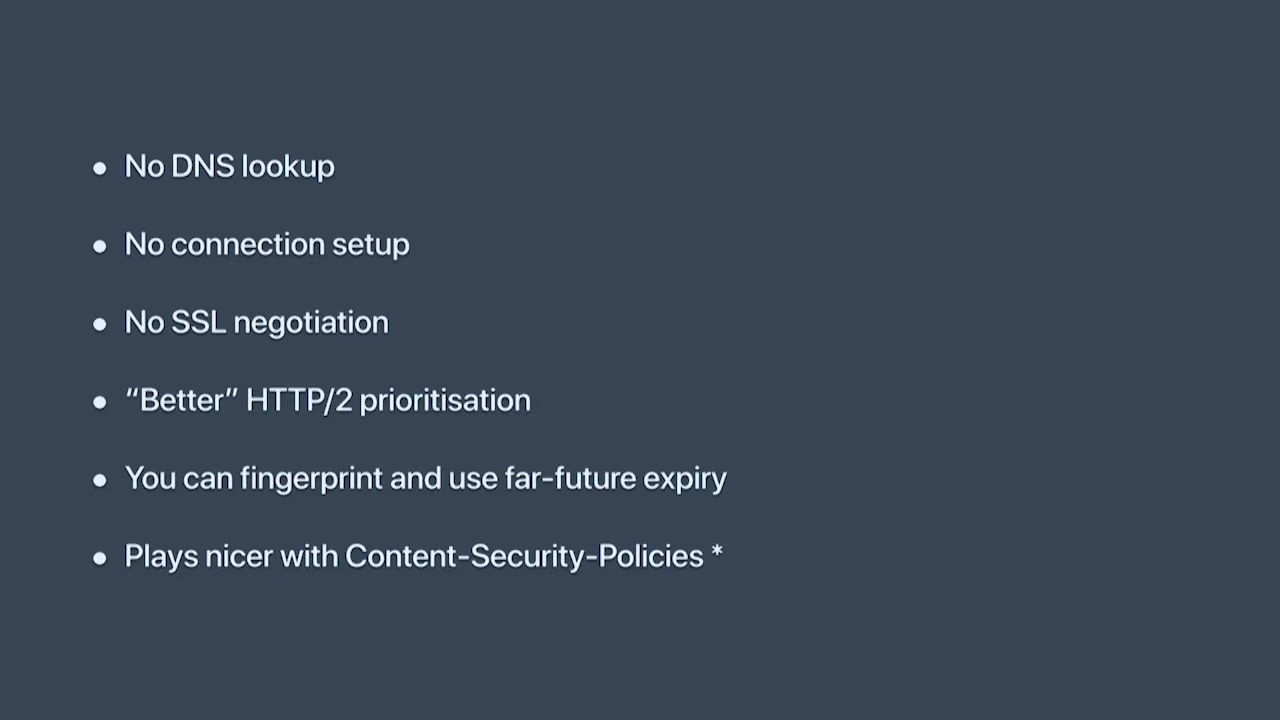 • No DNS lookup
• No connection setup
• No SSL negotiation
• “Better” HTTP/2 prioritisation
• You can fingerprint and use far-future expiry
• Plays nicer with Content-Security-Policies *